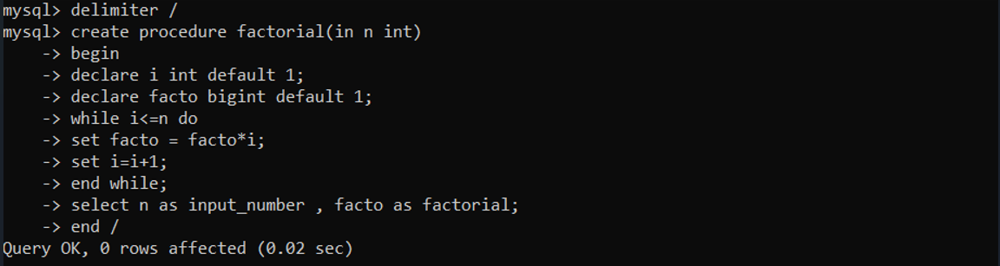 mysql> delimiter /
mysql> create procedure factorial(in n int)
    -> begin
    -> declare i int default 1;
    -> declare facto bigint default 1;
    -> while i<=n do
    -> set facto = facto*i;
    -> set i=i+1;
    -> end while;
    -> select n as input_number , facto as factorial;
    -> end /
Query OK, 0 rows affected (0.02 sec)